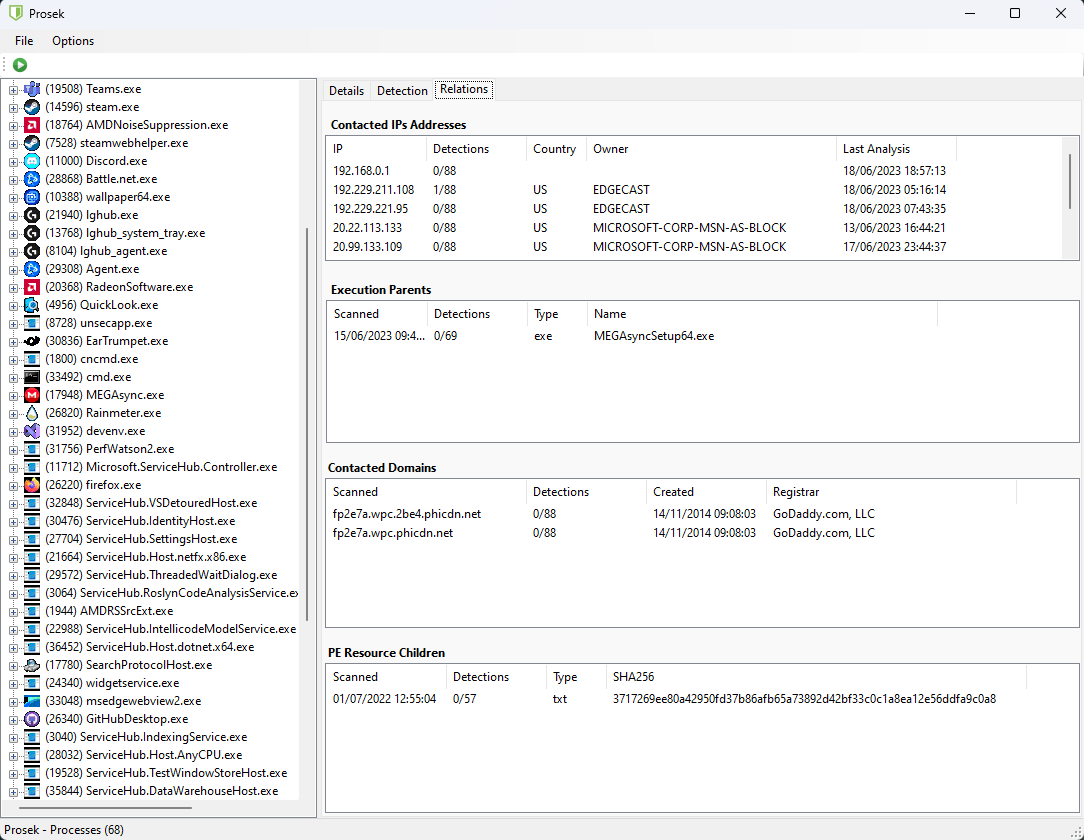 Prosek
File Options
(19508) Teams.exe
(14596) steam.exe
(18764) AMDNoiseSuppression.exe
(7528) steamwebhelper.exe
(11000) Discord.exe
(28868) Battle.net.exe
(10388) wallpaper64.exe
(21940) lghub.exe
(13768) lghub_system_tray.exe
(8104) lghub_agent.exe
(29308) Agent.exe
(20368) RadeonSoftware.exe
(4956) QuickLook.exe
(8728) unsecapp.exe
(30836) EarTrumpet.exe
(1800) cncmd.exe
(33492) cmd.exe
(17948) MEGAsync.exe
(26820) Rainmeter.exe
(31952) devenv.exe
(31756) PerfWatson2.exe
(11712) Microsoft.ServiceHub.Controller.exe
(26220) firefox.exe
(32848) ServiceHub.VSDetouredHost.exe
(30476) ServiceHub.IdentityHost.exe
(27704) ServiceHub.SettingsHost.exe
(21664) ServiceHub.Host.netfx.x86.exe
(29572) ServiceHub.ThreadedWaitDialog.exe
(3064) ServiceHub.RoslynCodeAnalysisService.ex
(1944) AMDRSSrcExt.exe
(22988) ServiceHub.IntellicodeModelService.exe
(36452) ServiceHub.Host.dotnet.x64.exe
(17780) SearchProtocolHost.exe
(24340) widgetservice.exe
(33048) msedgewebview2.exe
(26340) GitHubDesktop.exe
(3040) ServiceHub.IndexingService.exe
(28032) ServiceHub.Host.AnyCPU.exe
(19528) ServiceHub.TestWindowStoreHost.exe
(35844) ServiceHub.DataWarehouseHost.exe
Details Detection Relations
Contacted IPs Addresses
IP Detections Country Owner Last Analysis
192.168.0.1 0/88 18/06/2023 18:57:13
192.229.211.108 1/88 US EDGECAST 18/06/2023 05:16:14
192.229.221.95 0/88 US EDGECAST 18/06/2023 07:43:35
20.22.113.133 0/88 US MICROSOFT-CORP-MSN-AS-BLOCK 13/06/2023 16:44:21
20.99.133.109 0/88 US MICROSOFT-CORP-MSN-AS-BLOCK 17/06/2023 23:44:37
Execution Parents
Scanned Detections Type Name
15/06/2023 09:4... 0/69 exe MEGAsyncSetup64.exe
Contacted Domains
Scanned Detections Created Registrar
fp2e7a.wpc.2be4.phicdn.net 0/88 14/11/2014 09:08:03 GoDaddy.com, LLC
fp2e7a.wpc.phicdn.net 0/88 14/11/2014 09:08:03 GoDaddy.com, LLC
PE Resource Children
Scanned Detections Type SHA256
01/07/2022 12:55:04 0/57 txt 3717269ee80a42950fd37b86afb65a73892d42bf33c0c1a8ea12e56ddfa9c0a8
Prosek - Processes (68)